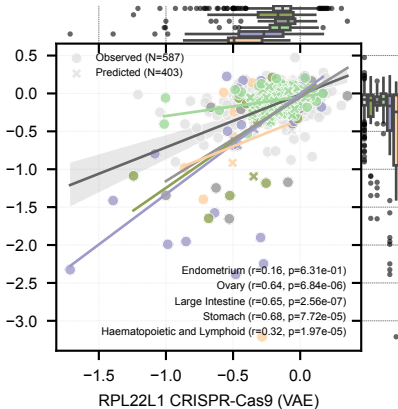 0.5
Observed (N=587)
Predicted (N=403)
0.0
−0.5
−1.0
−1.5
−2.0
−2.5
−3.0
Endometrium (r=0.16, p=6.31e-01)
Ovary (r=0.64, p=6.84e-06)
Large Intestine (r=0.65, p=2.56e-07)
Stomach (r=0.68, p=7.72e-05)
Haematopoietic and Lymphoid (r=0.32, p=1.97e-05)
−1.5 −1.0 −0.5 0.0
RPL22L1 CRISPR-Cas9 (VAE)